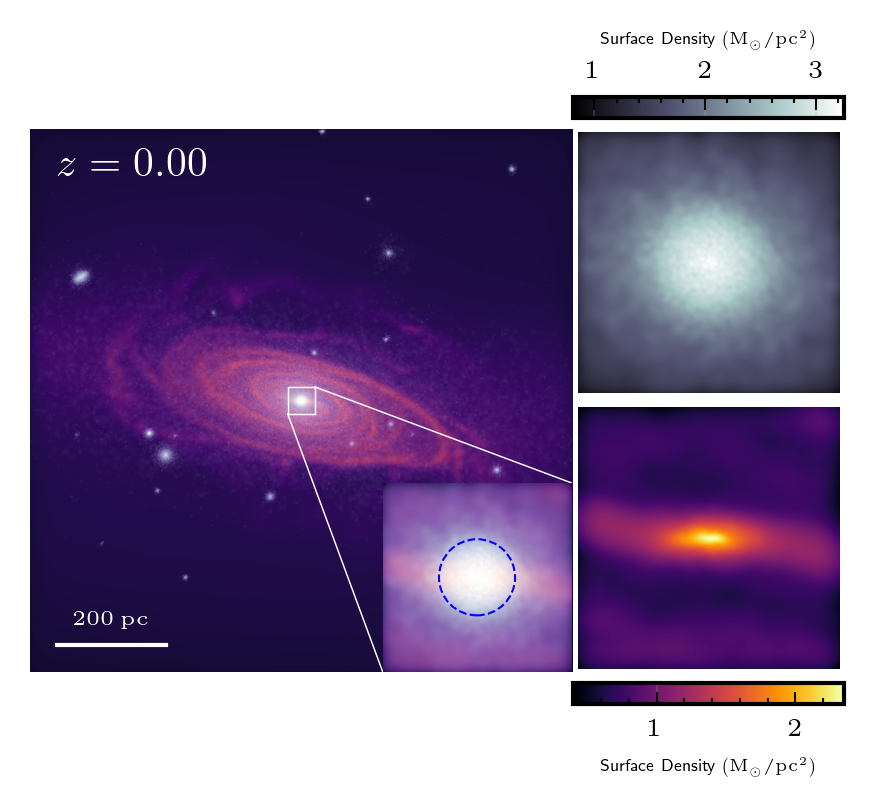 Surface Density (M⊙/pc²)
1 2 3
z = 0.00
200 pc
1 2
Surface Density (M⊙/pc²)